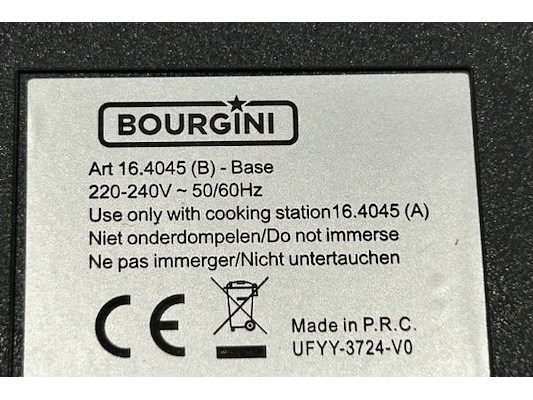 BOURGINI
Art 16.4045 (B) - Base
220-240V ~ 50/60Hz
Use only with cooking station16.4045 (A)
Niet onderdompelen/Do not immerse
Ne pas immerger/Nicht untertauchen
CE
Made in P.R.C.
UFYY-3724-V0